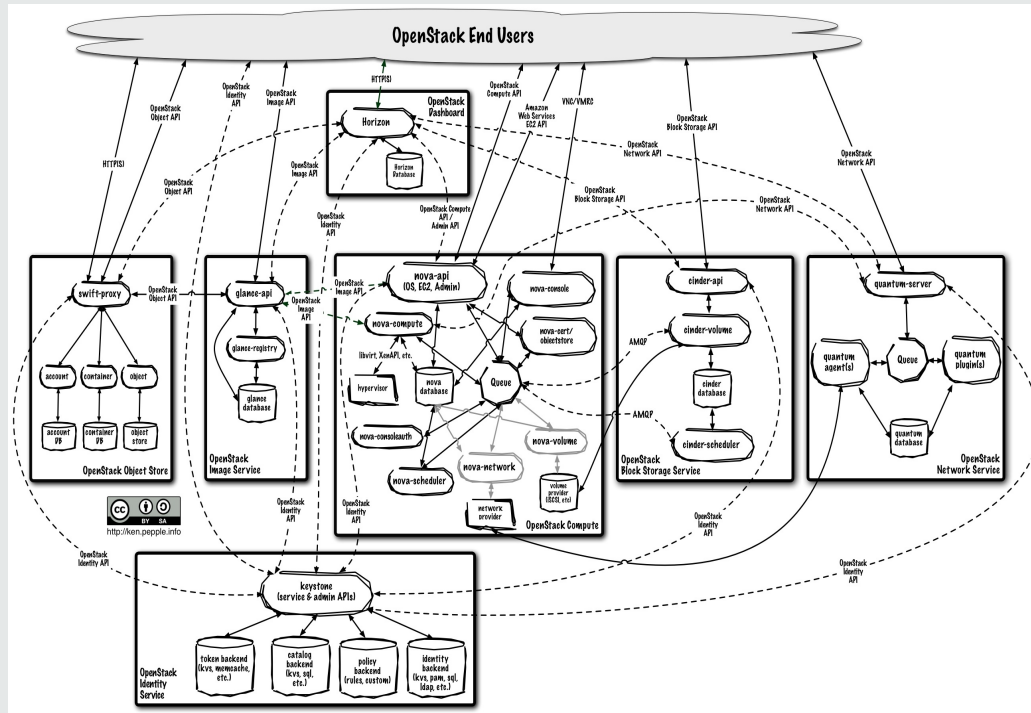 OpenStack End Users
HTTP(S)
OpenStack
Object API
OpenStack
Identity
API
OpenStack
Image API
HTTP(S)
OpenStack
Compute API
Amazon
Web Services
EC2 API
VNC/VMRC
OpenStack
Block Storage API
OpenStack
Network API
OpenStack
Dashboard
Horizon
Horizon
Database
OpenStack
Object API
OpenStack
Image API
OpenStack
Identity
API
OpenStack Compute
API /
Admin API
OpenStack
Block Storage API
OpenStack
Network API
OpenStack
Network API
swift-proxy
OpenStack
Object API
account
container
object
account
DB
container
DB
object
store
OpenStack Object Store
glance-api
glance-registry
glance
database
OpenStack
Image Service
OpenStack
Image API
OpenStack
Image
API
nova-api
(OS, EC2, Admin)
nova-console
nova-compute
nova-cert/
objectstore
libvirt, XenAPI, etc.
hypervisor
nova
database
Queue
nova-consoleauth
nova-volume
nova-network
nova-scheduler
volume
provider
(iSCSI, etc)
network
provider
OpenStack Compute
AMQP
AMQP
cinder-api
cinder-volume
cinder
database
cinder-scheduler
OpenStack
Block Storage Service
quantum-server
quantum
agent(s)
Queue
quantum
plugin(s)
quantum
database
OpenStack
Network Service
cc
BY SA
http://ken.pepple.info
OpenStack
Identity API
OpenStack
Identity
API
OpenStack
Identity
API
OpenStack
Identity
API
OpenStack
Identity
API
keystone
(service & admin APIs)
token backend
(kvs, memcache,
etc.)
catalog
backend
(kvs, sql,
etc.)
policy
backend
(rules, custom)
identity
backend
(kvs, pam, sql,
ldap, etc.)
OpenStack
Identity
Service